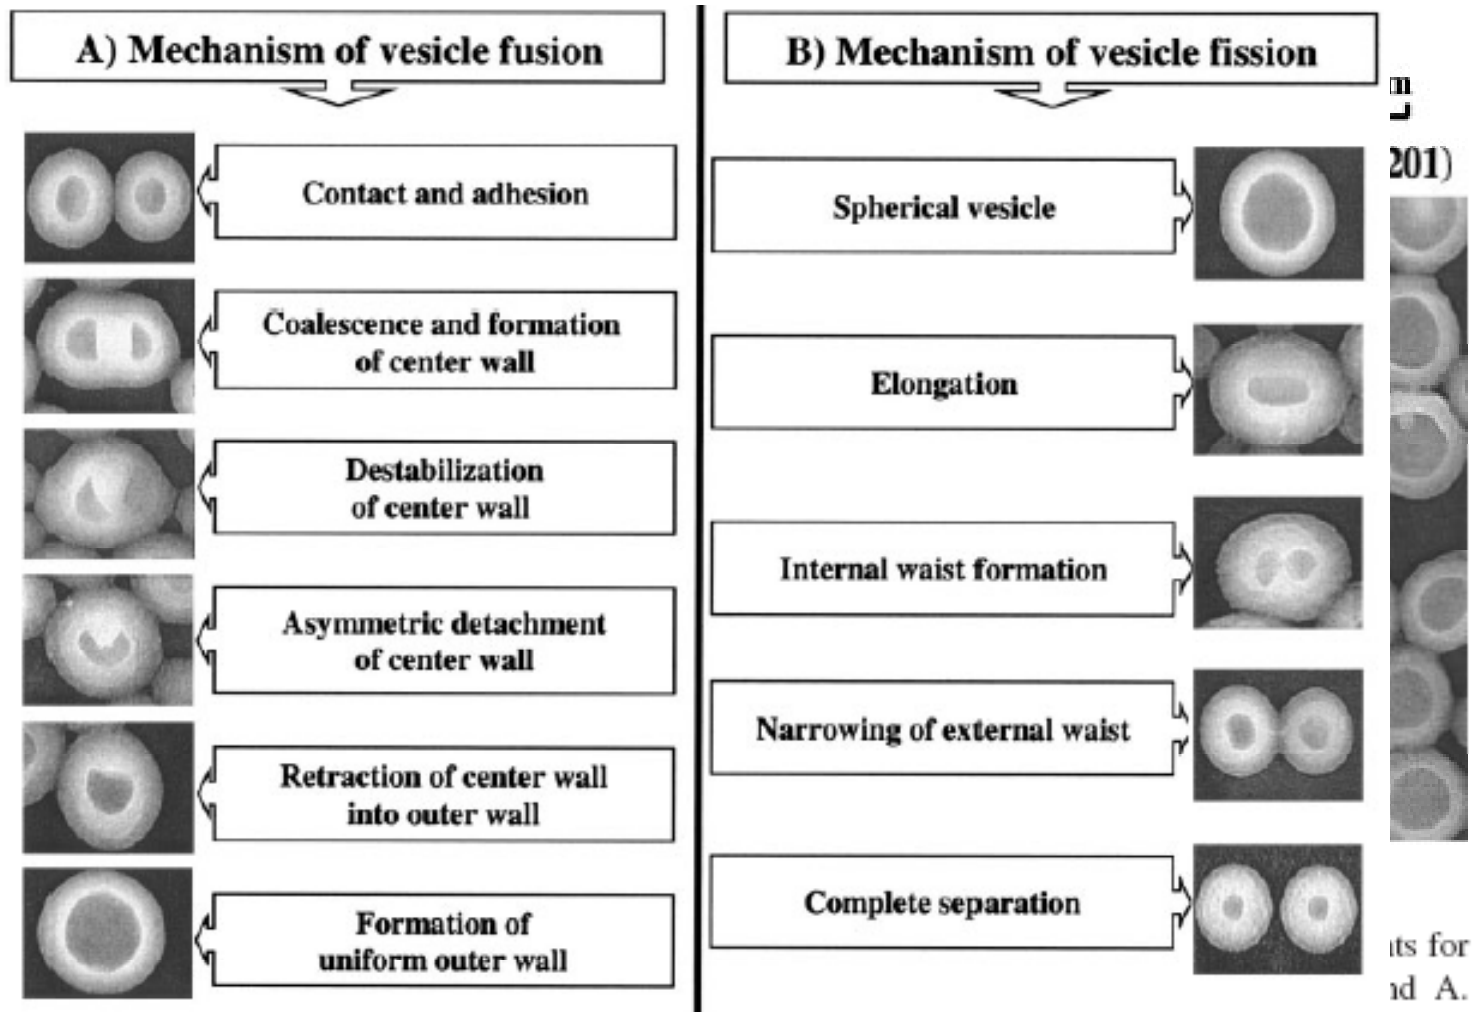 A) Mechanism of vesicle fusion
Contact and adhesion
Coalescence and formation
of center wall
Destabilization
of center wall
Asymmetric detachment
of center wall
Retraction of center wall
into outer wall
Formation of
uniform outer wall
B) Mechanism of vesicle fission
Spherical vesicle
Elongation
Internal waist formation
Narrowing of external waist
Complete separation
201)
for
A.